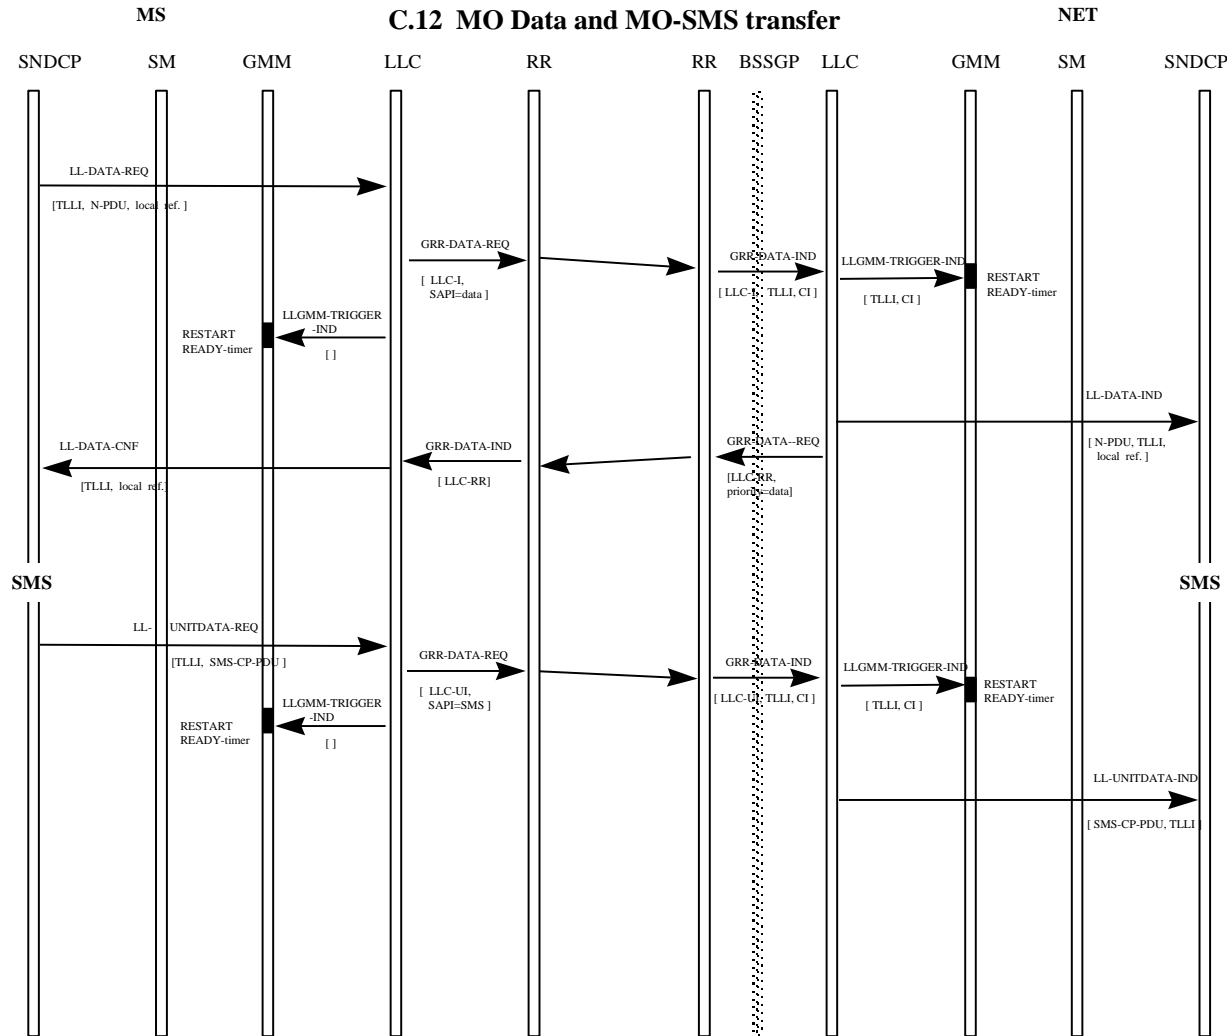 MS
C.12 MO Data and MO-SMS transfer
NET
SNDCP SM GMM LLC RR RR BSSGP LLC GMM SM SNDCP
LL-DATA-REQ
[TLLI, N-PDU, local ref. ]
GRR-DATA-REQ
[ LLC-I,
SAPI=data ]
GRR-DATA-IND
[ LLC-I, TLLI, CI ]
LLGMM-TRIGGER-IND
[ TLLI, CI ]
RESTART
READY-timer
LLGMM-TRIGGER
-IND
[ ]
RESTART
READY-timer
LL-DATA-IND
[ N-PDU, TLLI,
local ref. ]
GRR-DATA--REQ
[LLC-RR,
priority=data]
GRR-DATA-IND
[ LLC-RR]
LL-DATA-CNF
[TLLI, local ref.]
SMS
SMS
LL- UNITDATA-REQ
[TLLI, SMS-CP-PDU ]
GRR-DATA-REQ
[ LLC-UI,
SAPI=SMS ]
GRR-DATA-IND
[ LLC-UI, TLLI, CI ]
LLGMM-TRIGGER-IND
[ TLLI, CI ]
RESTART
READY-timer
LLGMM-TRIGGER
-IND
[ ]
RESTART
READY-timer
LL-UNITDATA-IND
[ SMS-CP-PDU, TLLI ]